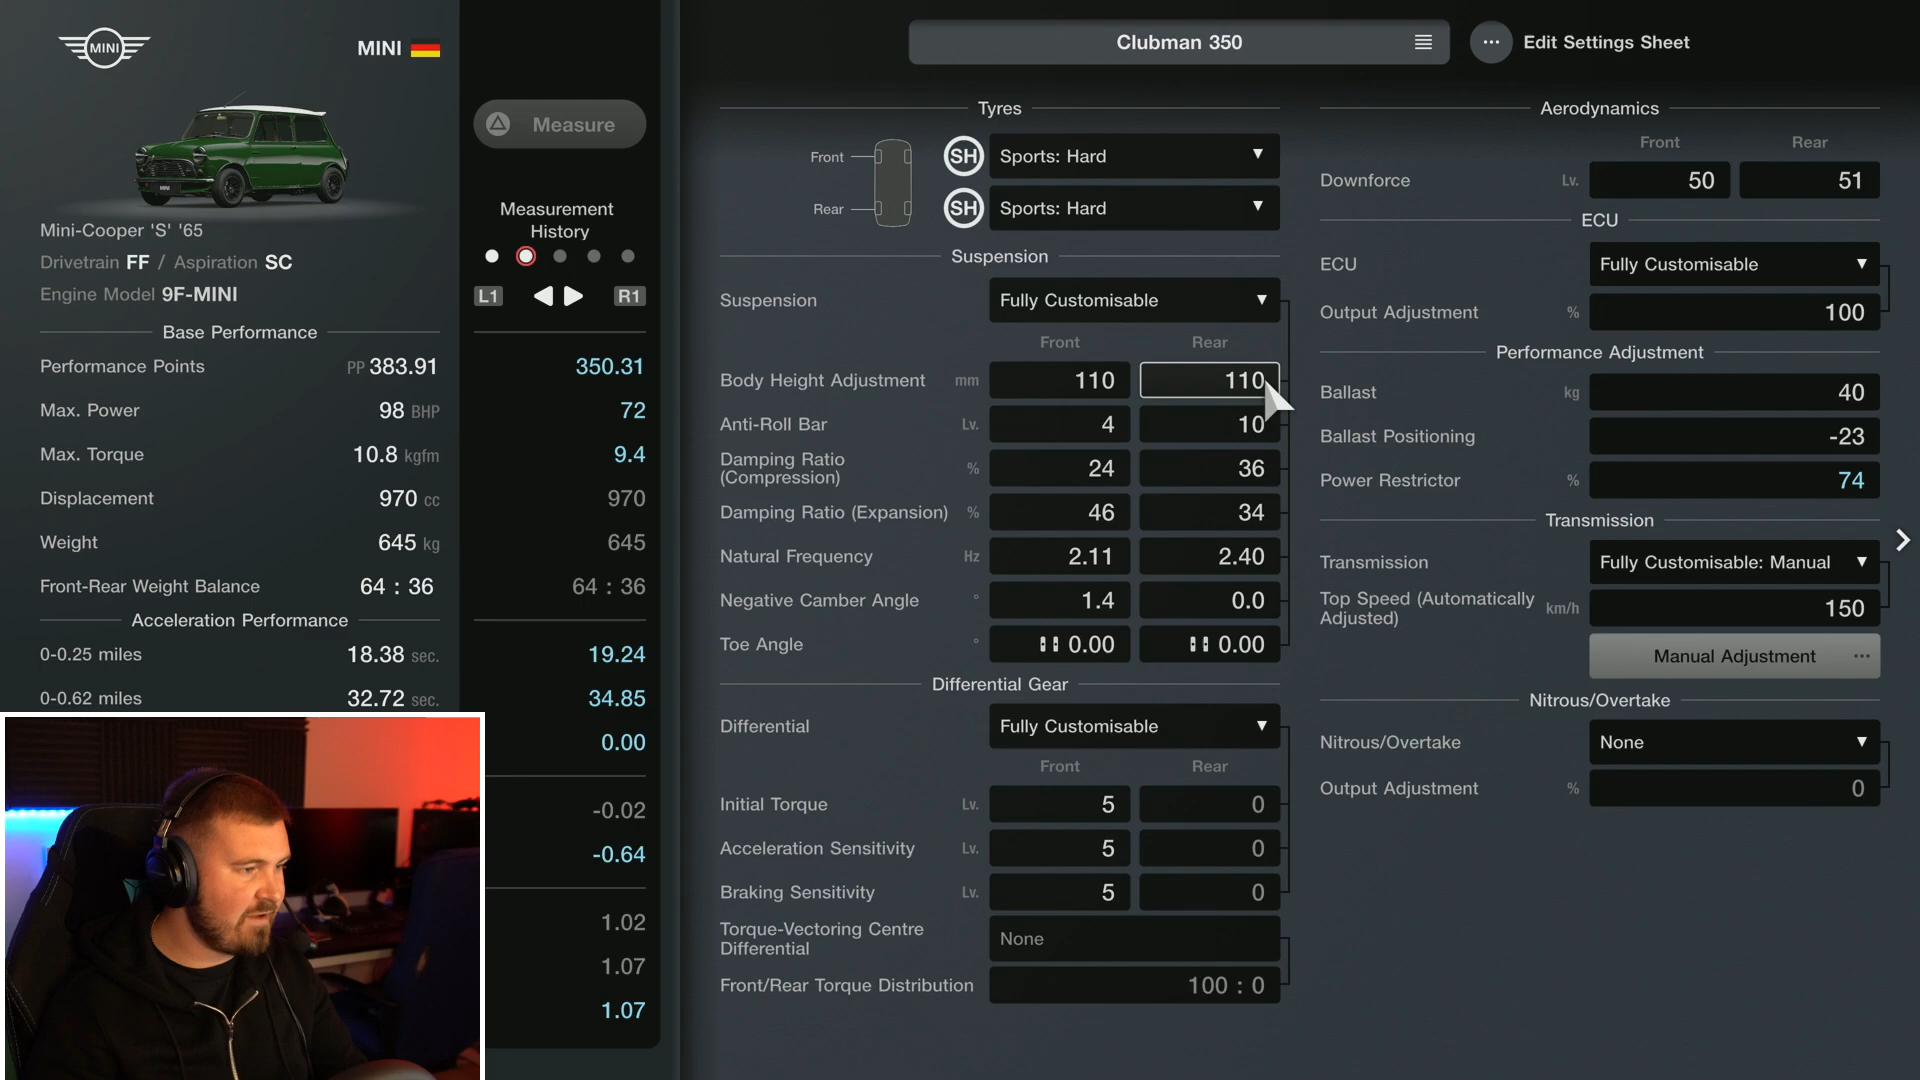 MINI
MINI
Mini-Cooper 'S' '65
Drivetrain FF / Aspiration SC
Engine Model 9F-MINI
Base Performance
Performance Points PP 383.91
Max. Power 98 BHP
Max. Torque 10.8 kgfm
Displacement 970 cc
Weight 645 kg
Front-Rear Weight Balance 64 : 36
Acceleration Performance
0-0.25 miles 18.38 sec.
0-0.62 miles 32.72 sec.
Measure
Measurement
History
L1 R1
350.31
72
9.4
970
645
64 : 36
19.24
34.85
0.00
-0.02
-0.64
1.02
1.07
1.07
Clubman 350
Edit Settings Sheet
Tyres
Front SH Sports: Hard
Rear SH Sports: Hard
Suspension
Suspension Fully Customisable
Front Rear
Body Height Adjustment mm 110 110
Anti-Roll Bar Lv. 4 10
Damping Ratio
(Compression) % 24 36
Damping Ratio (Expansion) % 46 34
Natural Frequency Hz 2.11 2.40
Negative Camber Angle ° 1.4 0.0
Toe Angle ° 0.00 0.00
Differential Gear
Differential Fully Customisable
Front Rear
Initial Torque Lv. 5 0
Acceleration Sensitivity Lv. 5 0
Braking Sensitivity Lv. 5 0
Torque-Vectoring Centre
Differential None
Front/Rear Torque Distribution 100 : 0
Aerodynamics
Front Rear
Downforce Lv. 50 51
ECU
ECU Fully Customisable
Output Adjustment % 100
Performance Adjustment
Ballast kg 40
Ballast Positioning -23
Power Restrictor % 74
Transmission
Transmission Fully Customisable: Manual
Top Speed (Automatically
Adjusted) km/h 150
Manual Adjustment
Nitrous/Overtake
Nitrous/Overtake None
Output Adjustment % 0